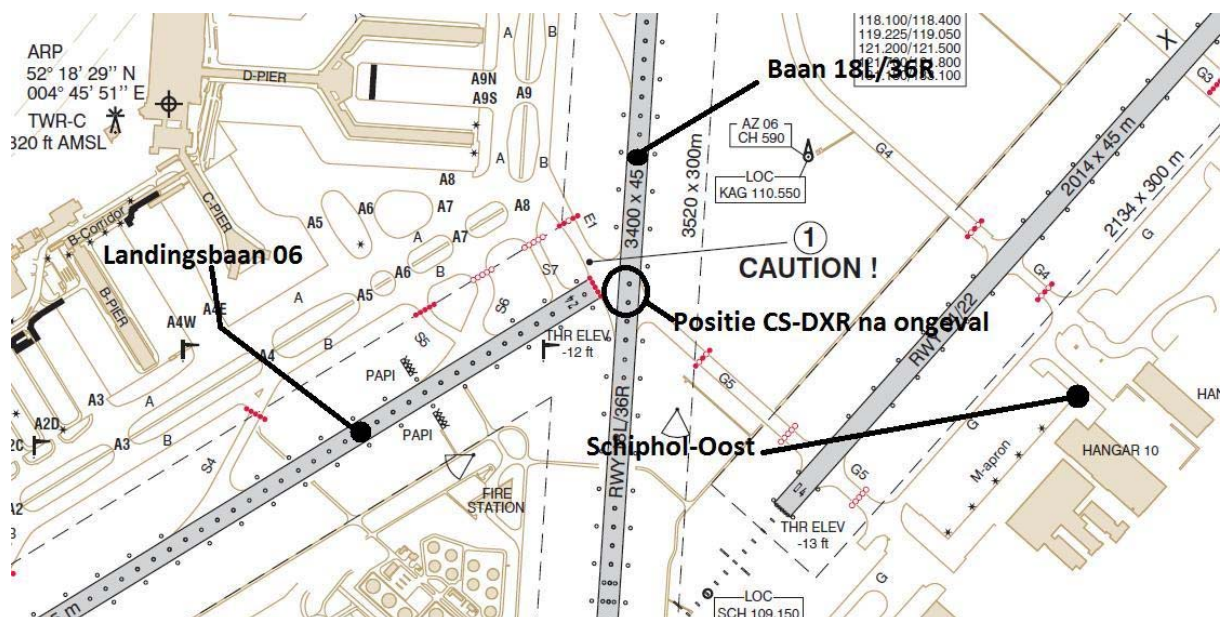 ARP
52° 18' 29'' N
004° 45' 51'' E
TWR-C
320 ft AMSL
D-PIER
A
B
A9N
A9
A9S
A
B
118.100/118.400
119.225/119.050
121.200/121.500
Baan 18L/36R
X
G3
AZ 06
CH 590
LOC
KAG 110.550
G4
2014 x 45 m
2134 x 300 m
3400 x 45
3520 x 300m
A8
C-PIER
A5
A6
A7
A8
E1
A
A7
B-Corridor
Landingsbaan 06
A6
B
S7
1
CAUTION !
G
G4
B-PIER
A4E
A
A5
S6
Positie CS-DXR na ongeval
A4W
B
S5
THR ELEV
-12 ft
A4
PAPI
G5
A3
A
PAPI
A2D
B
A3
S4
RWY 18L/36R
Schiphol-Oost
G
HANGAR 10
M-apron
G5
FIRE
STATION
A2
B
24
THR ELEV
-13 ft
G
LOC
SCH 109.150